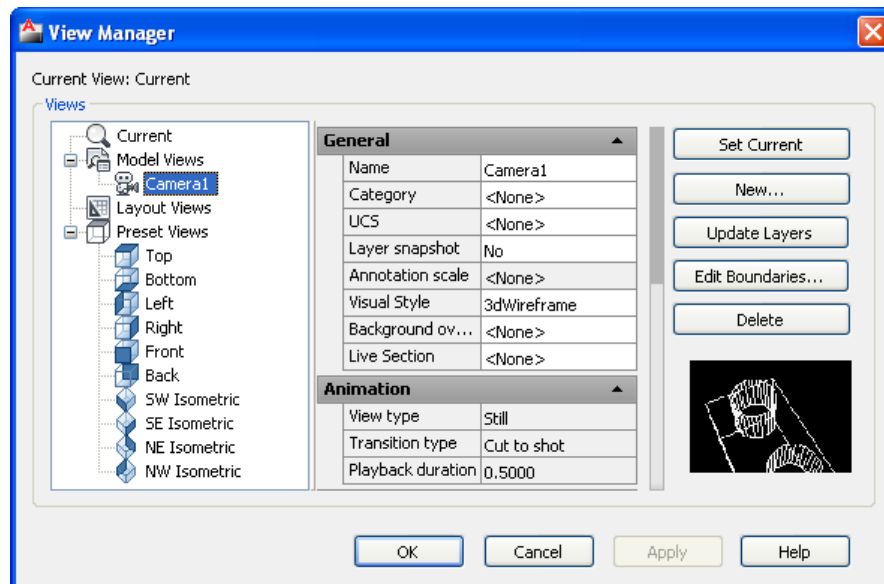 View Manager
Current View: Current
Views
Current
Model Views
Camera1
Layout Views
Preset Views
Top
Bottom
Left
Right
Front
Back
SW Isometric
SE Isometric
NE Isometric
NW Isometric
General
Name Camera1
Category <None>
UCS <None>
Layer snapshot No
Annotation scale <None>
Visual Style 3dWireframe
Background ov... <None>
Live Section <None>
Animation
View type Still
Transition type Cut to shot
Playback duration 0.5000
Set Current
New...
Update Layers
Edit Boundaries...
Delete
OK Cancel Apply Help